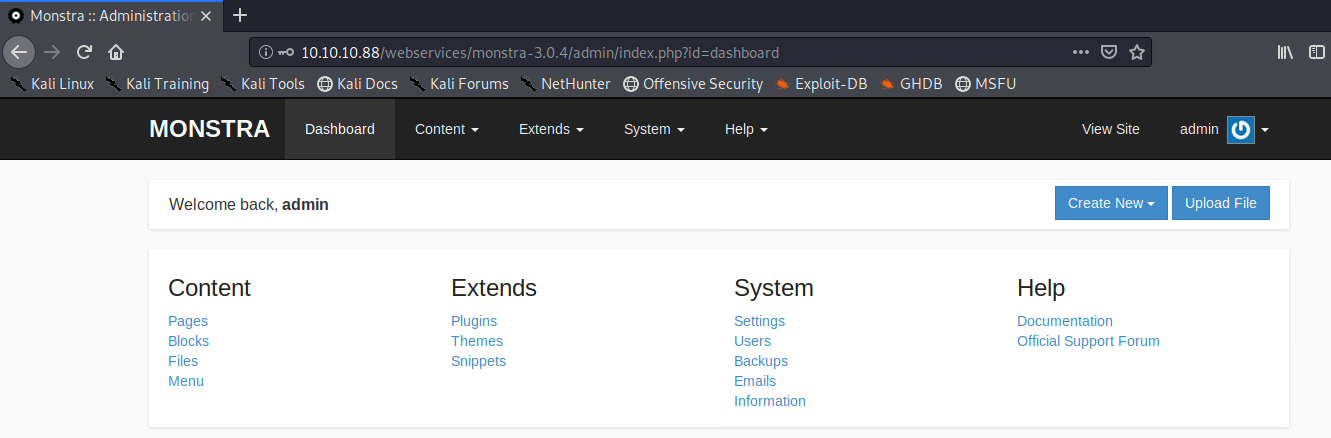 Monstra :: Administration
10.10.10.88/webservices/monstra-3.0.4/admin/index.php?id=dashboard
Kali Linux Kali Training Kali Tools Kali Docs Kali Forums NetHunter Offensive Security Exploit-DB GHDB MSFU
MONSTRA Dashboard Content Extends System Help View Site admin
Welcome back, admin Create New Upload File
Content Extends System Help
Pages Plugins Settings Documentation
Blocks Themes Users Official Support Forum
Files Snippets Backups
Menu Emails
Information